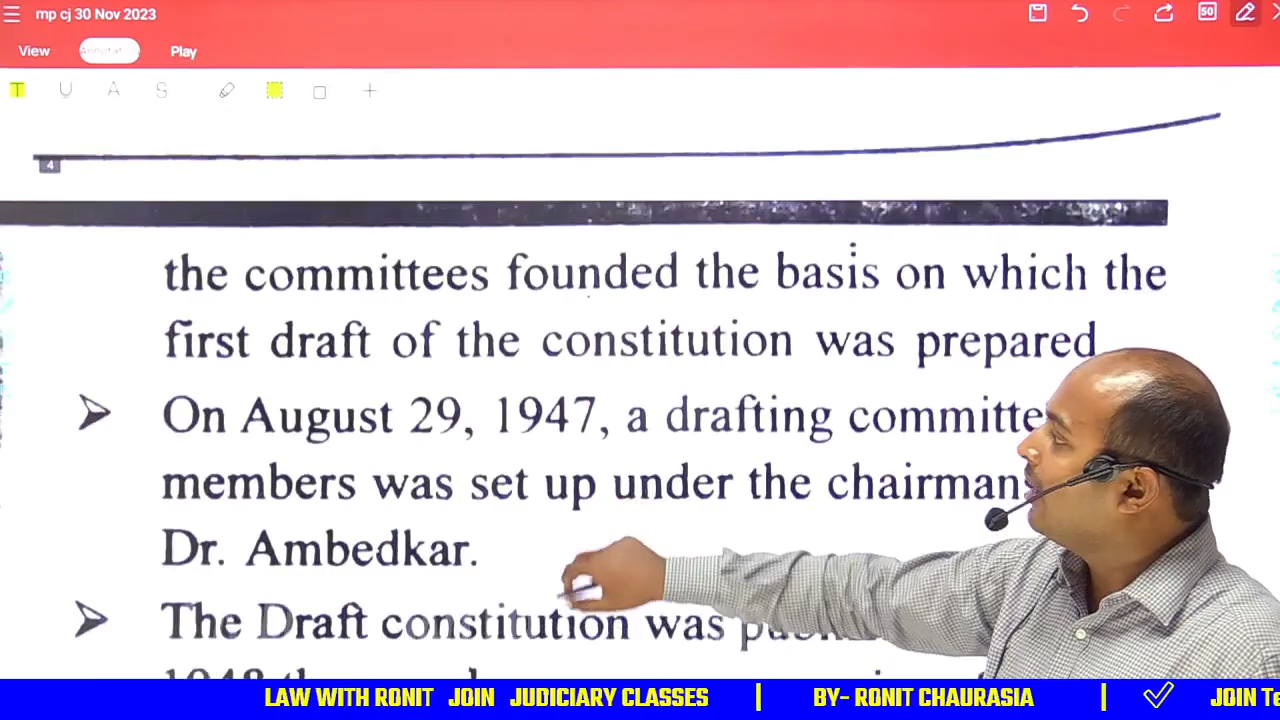 mp cj 30 Nov 2023
50
View
Play
T U A S
4
the committees founded the basis on which the
first draft of the constitution was prepared
On August 29, 1947, a drafting
members was set up under the
Dr. Ambedkar.
The Draft constitution was
LAW WITH RONIT JOIN JUDICIARY CLASSES | BY- RONIT CHAURASIA | JOIN